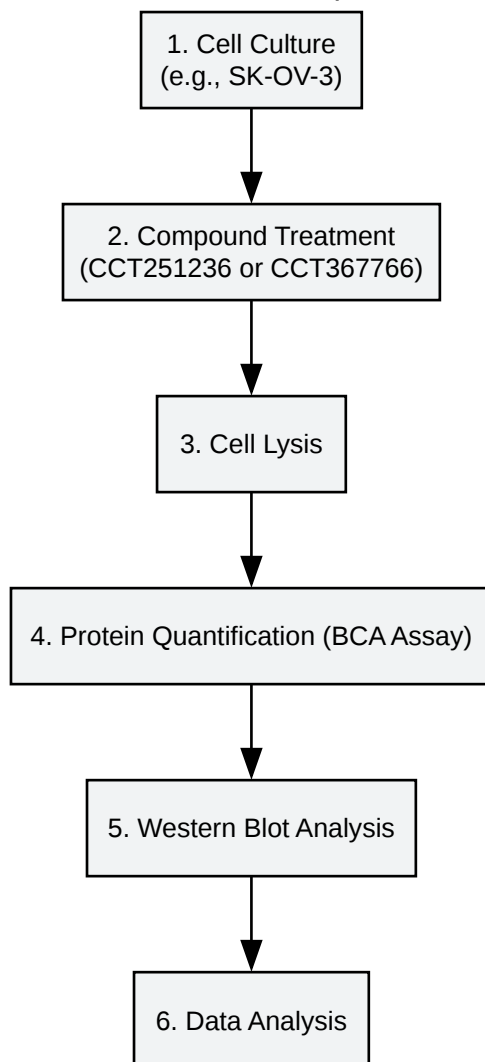 1. Cell Culture
(e.g., SK-OV-3)
2. Compound Treatment
(CCT251236 or CCT367766)
3. Cell Lysis
4. Protein Quantification (BCA Assay)
5. Western Blot Analysis
6. Data Analysis